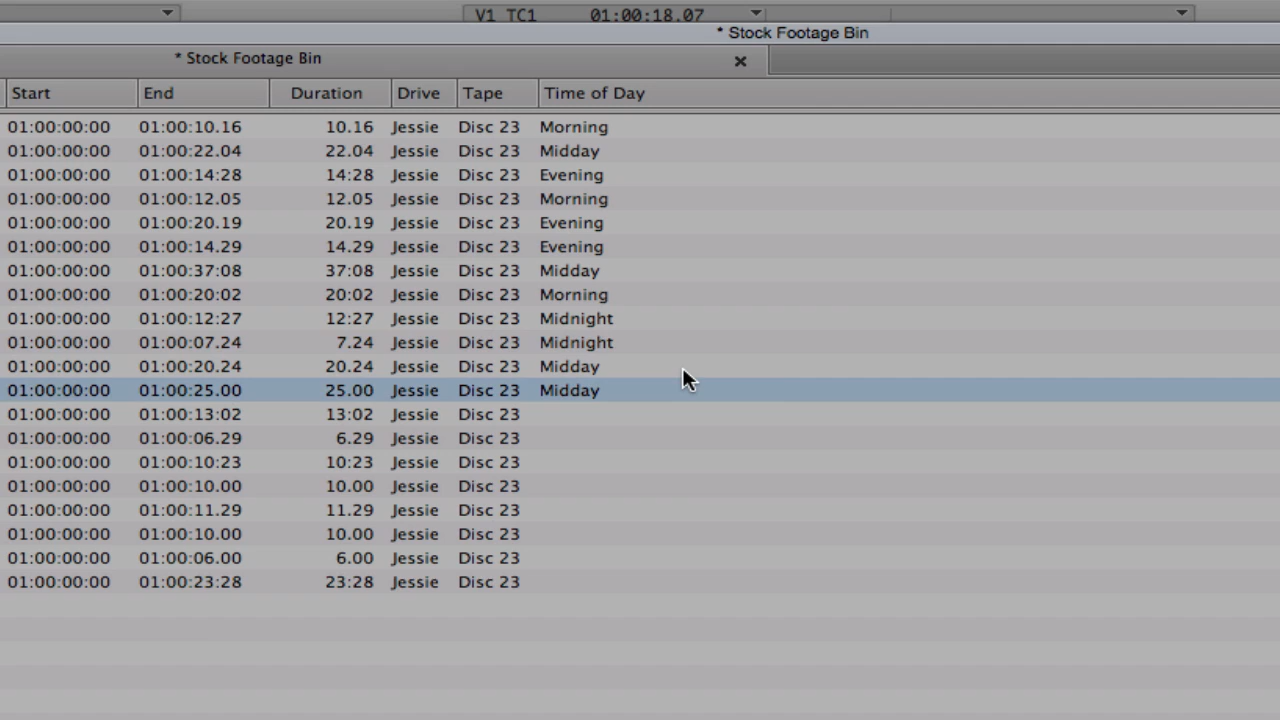 V1 TC1 01:00:18.07
* Stock Footage Bin
* Stock Footage Bin
Start End Duration Drive Tape Time of Day
01:00:00:00 01:00:10.16 10.16 Jessie Disc 23 Morning
01:00:00:00 01:00:22.04 22.04 Jessie Disc 23 Midday
01:00:00:00 01:00:14:28 14:28 Jessie Disc 23 Evening
01:00:00:00 01:00:12.05 12.05 Jessie Disc 23 Morning
01:00:00:00 01:00:20.19 20.19 Jessie Disc 23 Evening
01:00:00:00 01:00:14.29 14.29 Jessie Disc 23 Evening
01:00:00:00 01:00:37:08 37:08 Jessie Disc 23 Midday
01:00:00:00 01:00:20:02 20:02 Jessie Disc 23 Morning
01:00:00:00 01:00:12:27 12:27 Jessie Disc 23 Midnight
01:00:00:00 01:00:07.24 7.24 Jessie Disc 23 Midnight
01:00:00:00 01:00:20.24 20.24 Jessie Disc 23 Midday
01:00:00:00 01:00:25.00 25.00 Jessie Disc 23 Midday
01:00:00:00 01:00:13:02 13:02 Jessie Disc 23
01:00:00:00 01:00:06.29 6.29 Jessie Disc 23
01:00:00:00 01:00:10:23 10:23 Jessie Disc 23
01:00:00:00 01:00:10.00 10.00 Jessie Disc 23
01:00:00:00 01:00:11.29 11.29 Jessie Disc 23
01:00:00:00 01:00:10.00 10.00 Jessie Disc 23
01:00:00:00 01:00:06.00 6.00 Jessie Disc 23
01:00:00:00 01:00:23:28 23:28 Jessie Disc 23